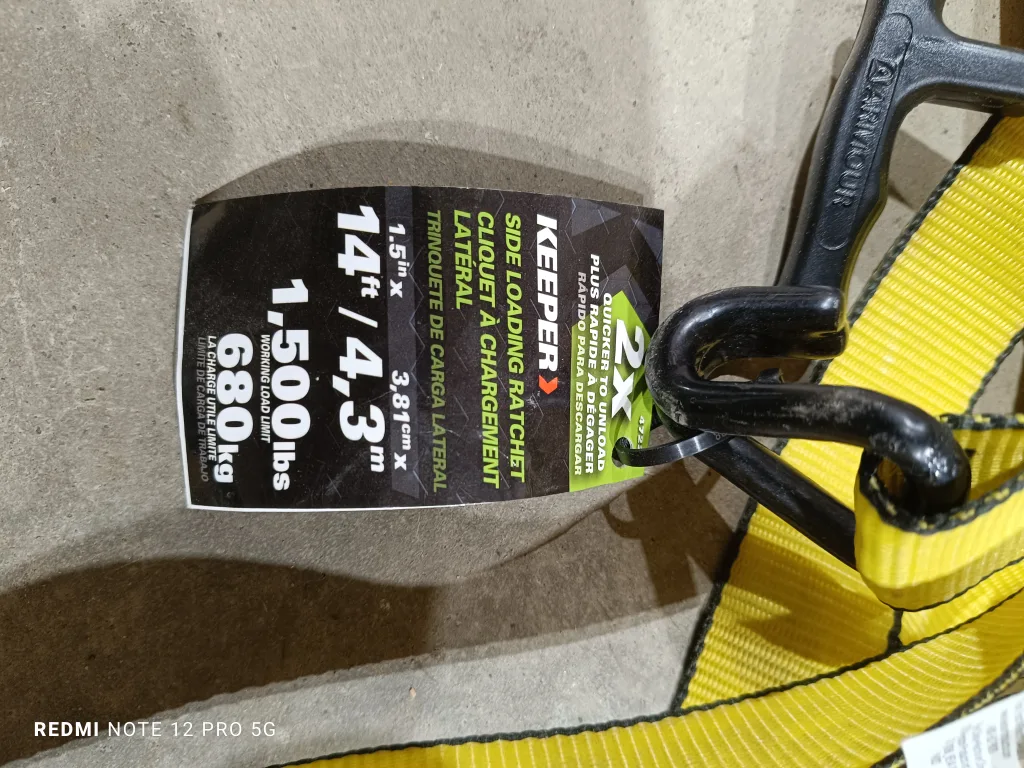 2X
QUICKER TO UNLOAD
PLUS RAPIDE À DÉGAGER
RÁPIDO PARA DESCARGAR
KEEPER
SIDE LOADING RATCHET
CLIQUET À CHARGEMENT
LATÉRAL
TRINQUETE DE CARGA LATERAL
1.5in x 3,81cm x
14ft / 4,3m
1,500lbs
WORKING LOAD LIMIT
680kg
LA CHARGE UTILE LIMITÉ
LIMITE DE CARGA DE TRABAJO
ARMOUR
REDMI NOTE 12 PRO 5G